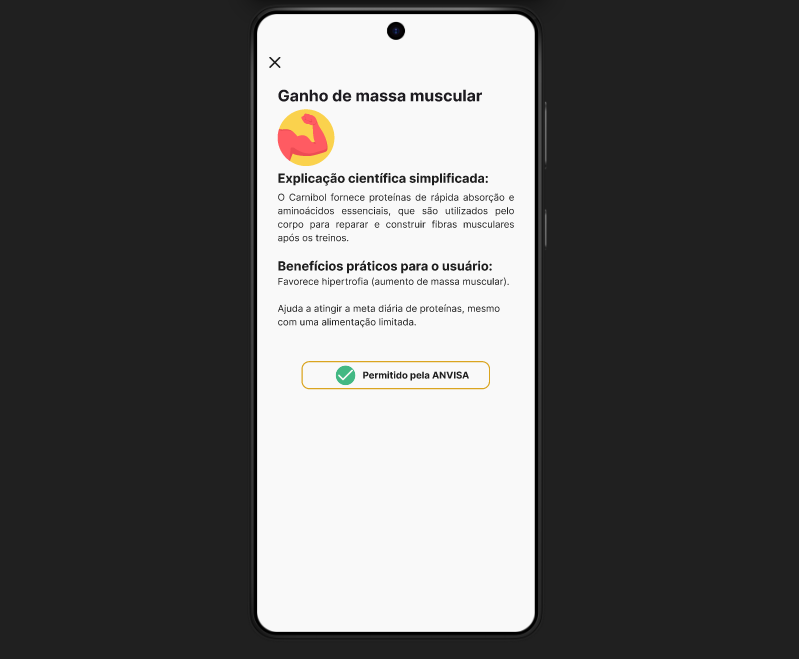 Ganho de massa muscular
Explicação científica simplificada:
O Carnibol fornece proteínas de rápida absorção e
aminoácidos essenciais, que são utilizados pelo
corpo para reparar e construir fibras musculares
após os treinos.
Benefícios práticos para o usuário:
Favorece hipertrofia (aumento de massa muscular).
Ajuda a atingir a meta diária de proteínas, mesmo
com uma alimentação limitada.
Permitido pela ANVISA